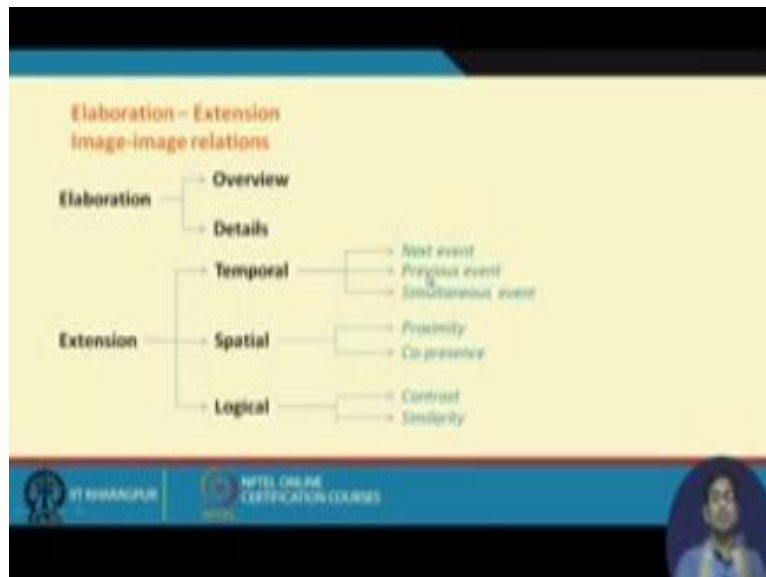 Elaboration – Extension
Image-image relations
Elaboration
Overview
Details
Extension
Temporal
Next event
Previous event
Simultaneous event
Spatial
Proximity
Co presence
Logical
Contrast
Similarity
IIT KHARAGPUR
NPTEL ONLINE
CERTIFICATION COURSES